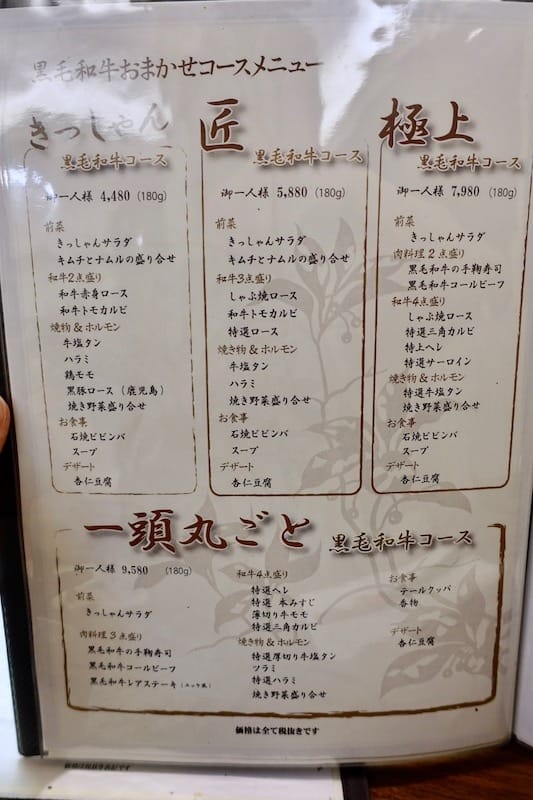 黒毛和牛おまかせコースメニュー
きっしゃん
黒毛和牛コース
御一人様 4,480 (180g)
前菜
きっしゃんサラダ
キムチとナムルの盛り合せ
和牛2点盛り
和牛赤身ロース
和牛トモカルビ
焼物&ホルモン
牛塩タン
ハラミ
鶏モモ
黒豚ロース(鹿児島)
焼き野菜盛り合せ
お食事
石焼ビビンバ
スープ
デザート
杏仁豆腐
匠
黒毛和牛コース
御一人様 5,880 (180g)
前菜
きっしゃんサラダ
キムチとナムルの盛り合せ
和牛3点盛り
しゃぶ焼ロース
和牛トモカルビ
特選ロース
焼き物&ホルモン
牛塩タン
ハラミ
焼き野菜盛り合せ
お食事
石焼ビビンバ
スープ
デザート
杏仁豆腐
極上
黒毛和牛コース
御一人様 7,980 (180g)
前菜
きっしゃんサラダ
肉料理2点盛り
黒毛和牛の手鞠寿司
黒毛和牛コールビーフ
和牛4点盛り
しゃぶ焼ロース
特選三角カルビ
特上ヘレ
特選サーロイン
焼き物&ホルモン
特選牛塩タン
焼き野菜盛り合せ
お食事
石焼ビビンバ
スープ
デザート
杏仁豆腐
一頭丸ごと 黒毛和牛コース
御一人様 9,580 (180g)
前菜
きっしゃんサラダ
肉料理3点盛り
黒毛和牛の手鞠寿司
黒毛和牛コールビーフ
黒毛和牛レアステーキ(ユッケ風)
和牛4点盛り
特選ヘレ
特選 本みすじ
薄切り牛モモ
特選三角カルビ
焼き物&ホルモン
特選厚切り牛塩タン
ツラミ
特選ハラミ
焼き野菜盛り合せ
お食事
テールクッパ
香物
デザート
杏仁豆腐
価格は全て税抜きです